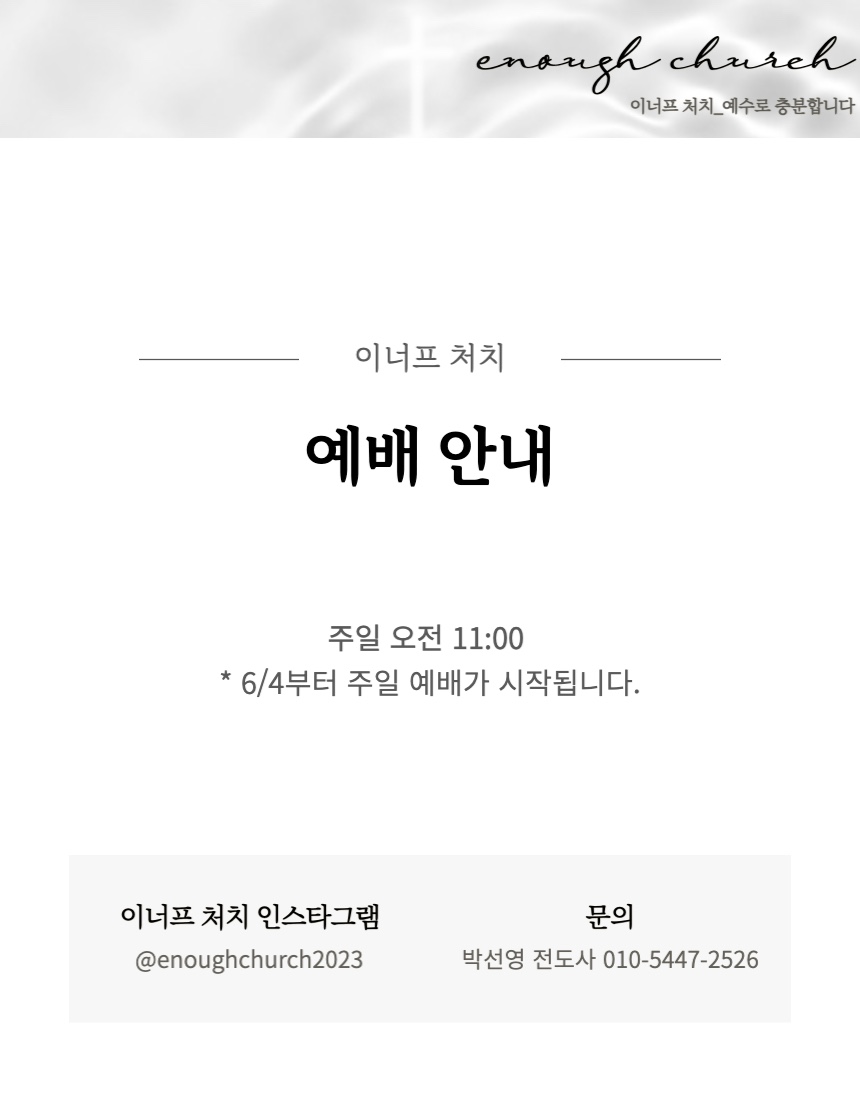 enough church
이너프 처치_예수로 충분합니다
이너프 처치
예배 안내
주일 오전 11:00
* 6/4부터 주일 예배가 시작됩니다.
이너프 처치 인스타그램
@enoughchurch2023
문의
박선영 전도사 010-5447-2526